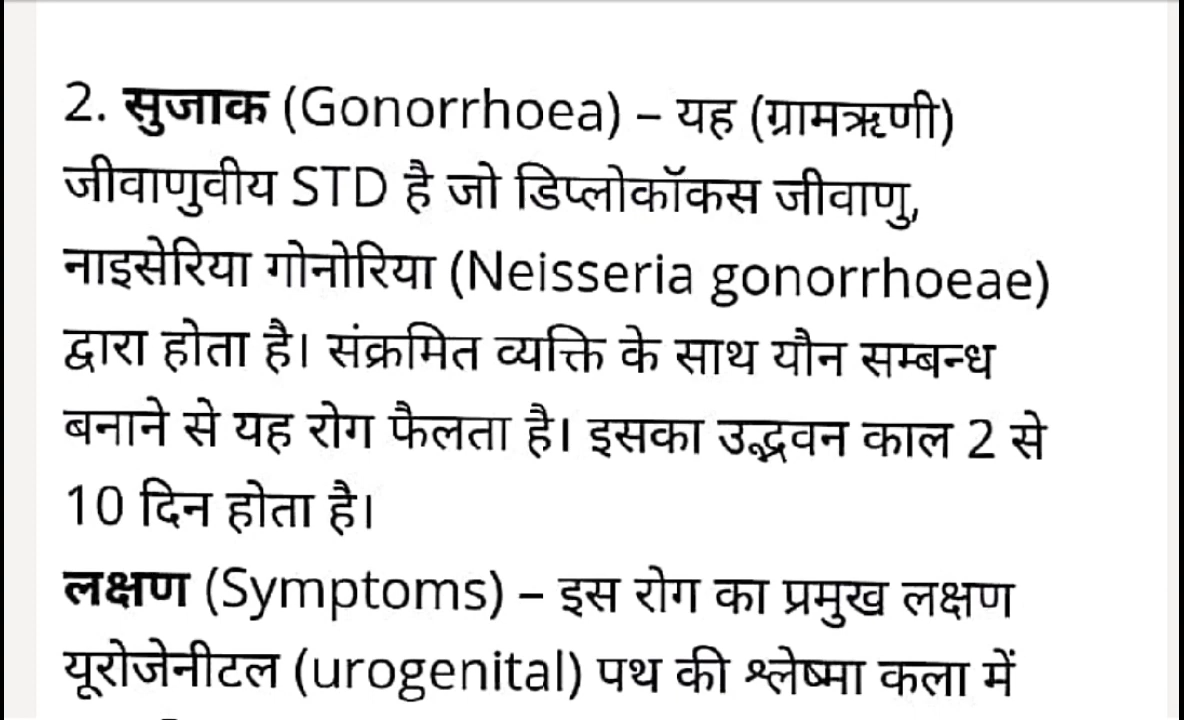 2. सुजाक (Gonorrhoea) – यह (ग्रामऋणी)
जीवाणुवीय STD है जो डिप्लोकॉकस जीवाणु,
नाइसेरिया गोनोरिया (Neisseria gonorrhoeae)
द्वारा होता है। संक्रमित व्यक्ति के साथ यौन सम्बन्ध
बनाने से यह रोग फैलता है। इसका उद्भवन काल 2 से
10 दिन होता है।
लक्षण (Symptoms) – इस रोग का प्रमुख लक्षण
यूरोजेनीटल (urogenital) पथ की श्लेष्मा कला में